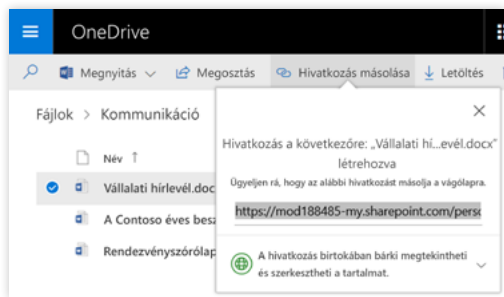 OneDrive
Megnyitás Megosztás Hivatkozás másolása Letöltés
Fájlok > Kommunikáció
Név ↑
Vállalati hírlevél.doc
A Contoso éves besz
Rendezvényszórólap
Hivatkozás a következőre: „Vállalati hí...evél.docx”
létrehozva
Ügyeljen rá, hogy az alábbi hivatkozást másolja a vágólapra.
https://mod188485-my.sharepoint.com/perso
A hivatkozás birtokában bárki megtekintheti
és szerkesztheti a tartalmat.